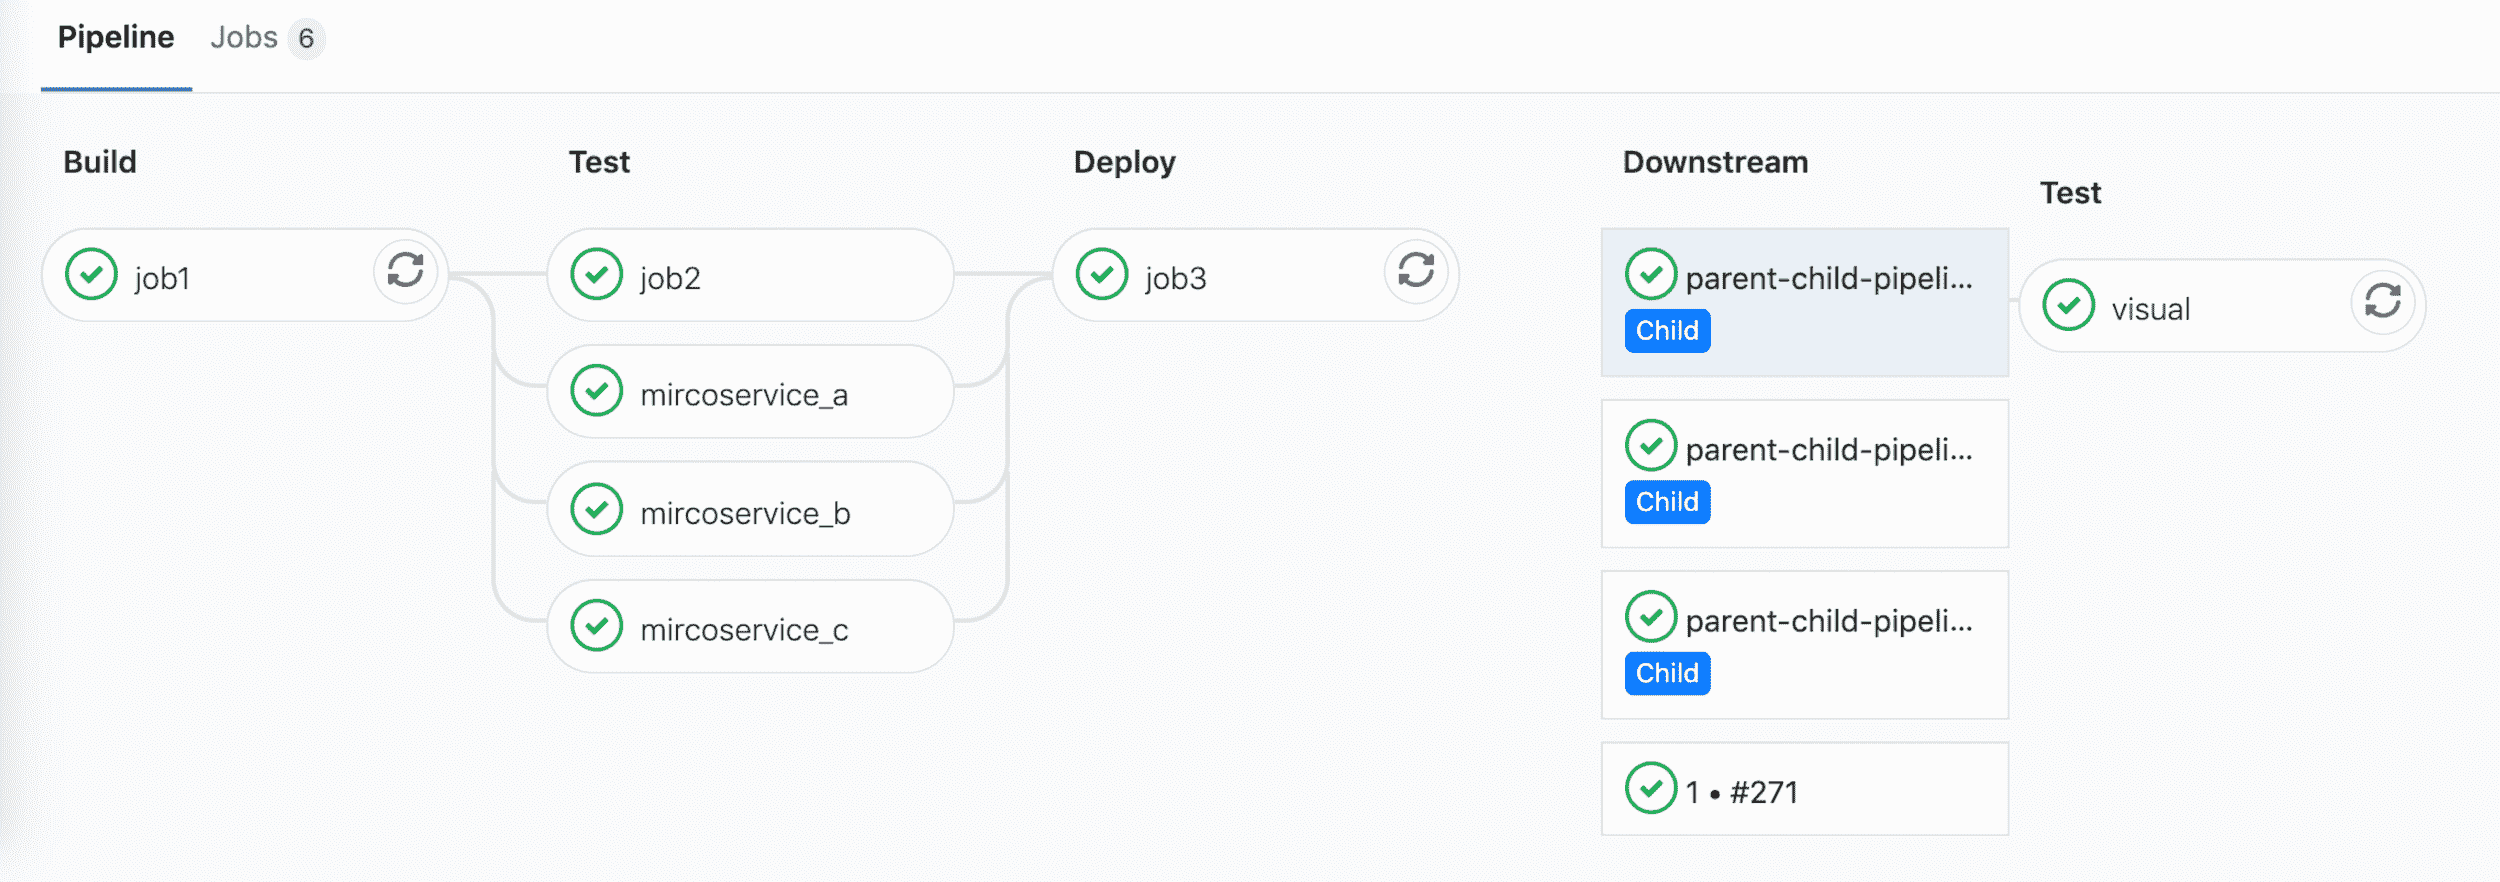 Pipeline Jobs 6
Build
job1
Test
job2
mircoservice_a
mircoservice_b
mircoservice_c
Deploy
job3
Downstream
parent-child-pipeli...
Child
parent-child-pipeli...
Child
parent-child-pipeli...
Child
1 • #271
Test
visual